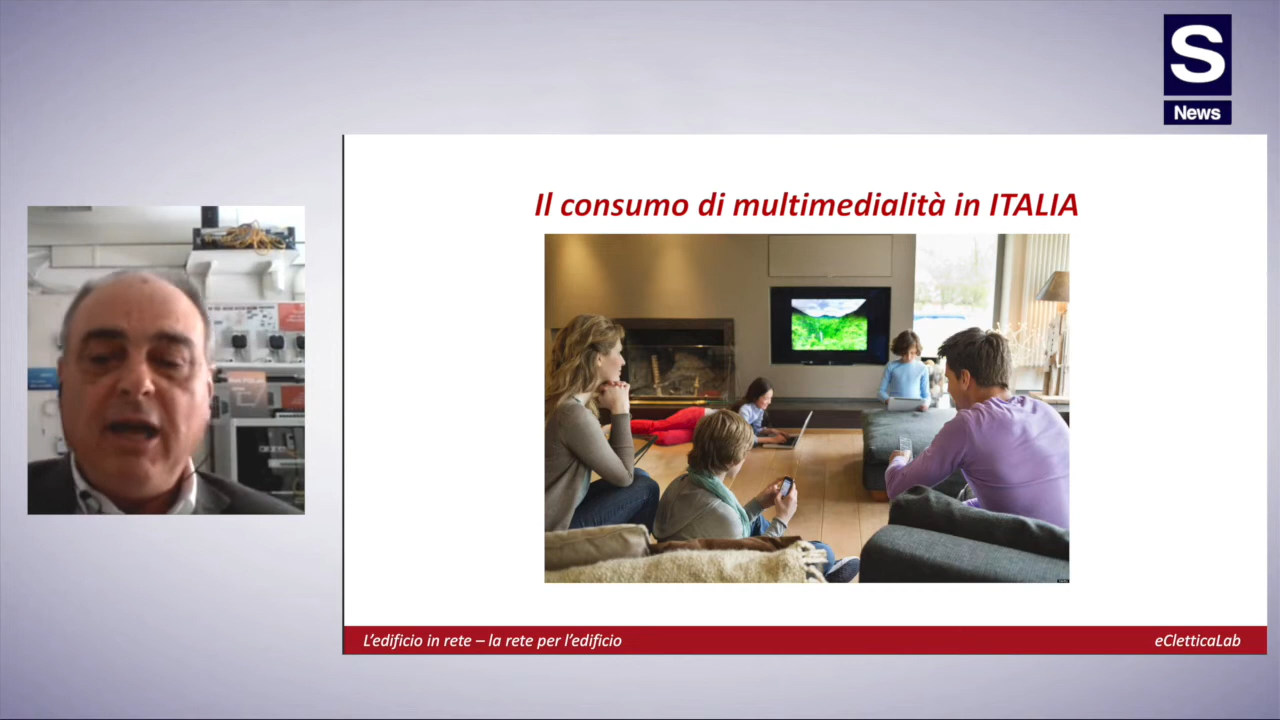 S
News
Il consumo di multimedialità in ITALIA
L'edificio in rete – la rete per l'edificio
eCletticaLab